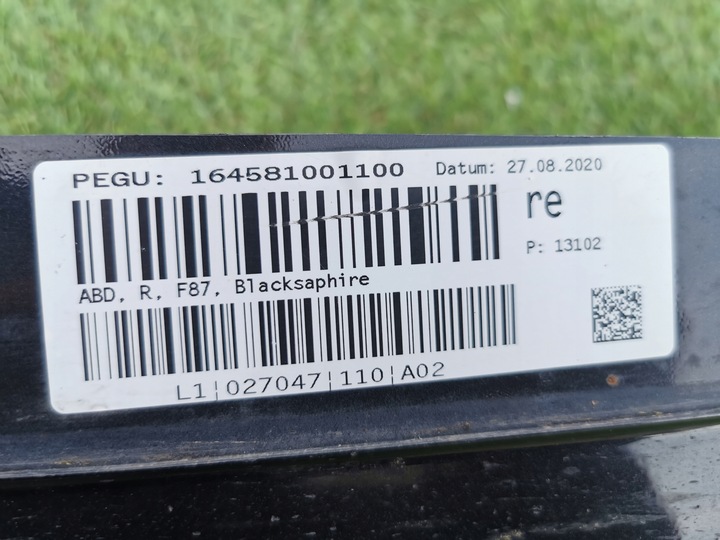 PEGU: 164581001100 Datum: 27.08.2020
re
P: 13102
ABD, R, F87, Blacksaphire
L1|027047|110|A02